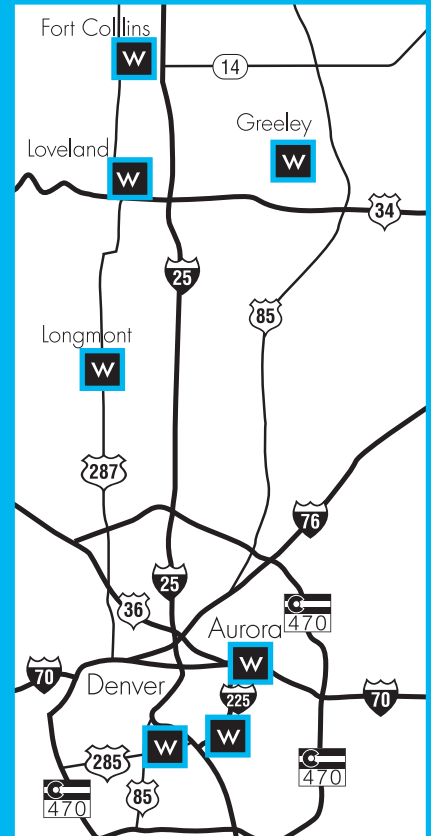 Fort Collins
W
14
Greeley
W
Loveland
W
34
25
85
Longmont
W
287
76
25
36
470
Aurora
W
70
Denver
225
70
W
W
285
470
85
470